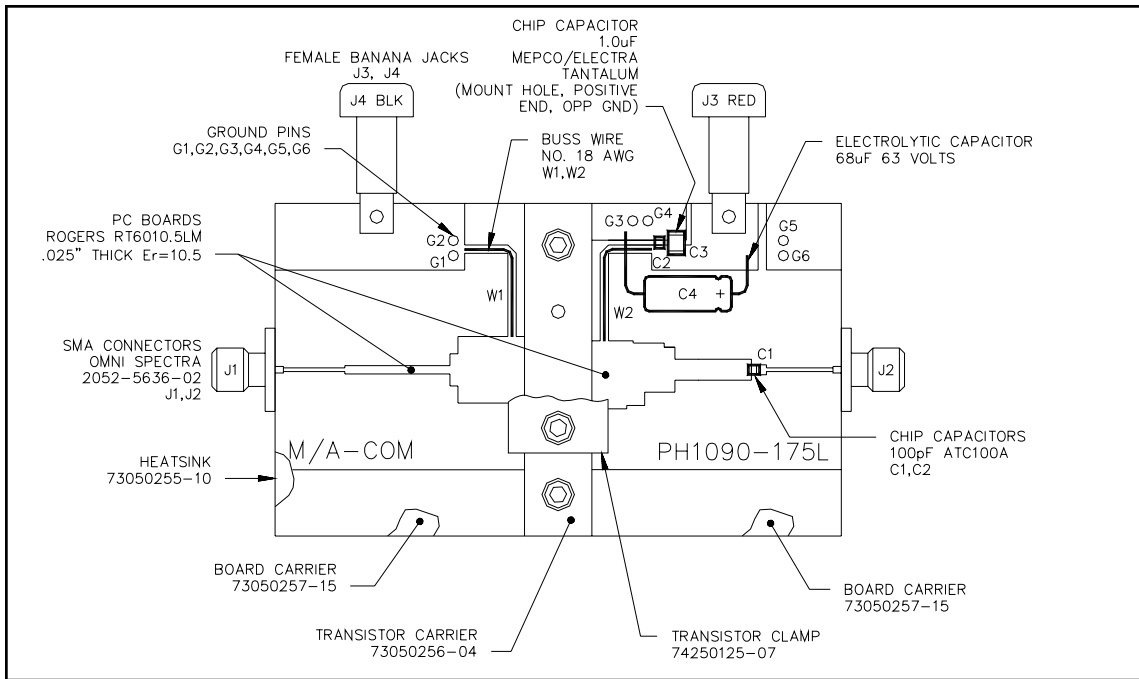 CHIP CAPACITOR
1.0uF
MEPCO/ELECTRA
TANTALUM
(MOUNT HOLE, POSITIVE
END, OPP GND)
FEMALE BANANA JACKS
J3, J4
J4 BLK
J3 RED
GROUND PINS
G1,G2,G3,G4,G5,G6
BUSS WIRE
NO. 18 AWG
W1,W2
ELECTROLYTIC CAPACITOR
68uF 63 VOLTS
PC BOARDS
ROGERS RT6010.5LM
.025" THICK Er=10.5
G2
G1
G3
G4
G5
G6
C2
C3
C4
+
W1
W2
SMA CONNECTORS
OMNI SPECTRA
2052-5636-02
J1,J2
J1
C1
J2
M/A-COM
PH1090-175L
CHIP CAPACITORS
100pF ATC100A
C1,C2
HEATSINK
73050255-10
BOARD CARRIER
73050257-15
BOARD CARRIER
73050257-15
TRANSISTOR CARRIER
73050256-04
TRANSISTOR CLAMP
74250125-07